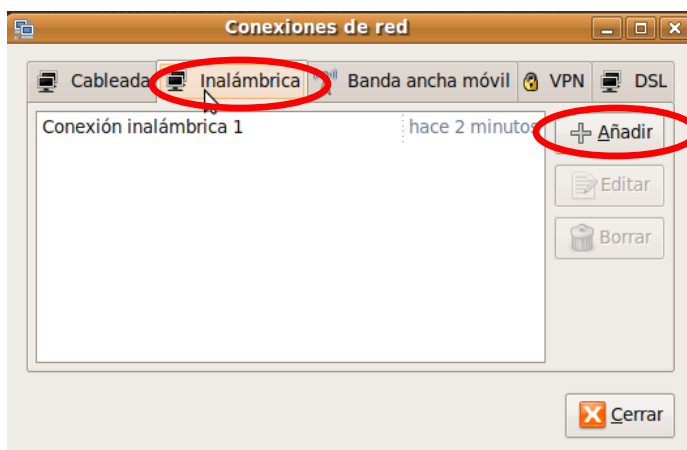 Conexiones de red
Cableada Inalámbrica Banda ancha móvil VPN DSL
Conexión inalámbrica 1 hace 2 minutos Añadir
Editar
Borrar
Cerrar